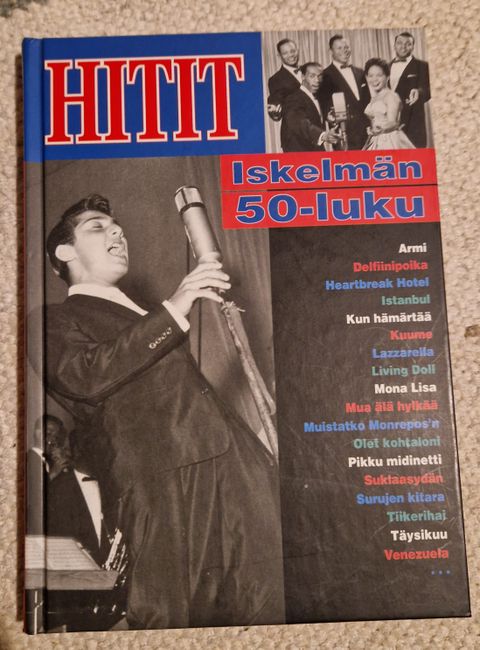 HITIT
Iskelmän
50-luku
Armi
Delfiinipoika
Heartbreak Hotel
Istanbul
Kun hämärtää
Kuume
Lazzarella
Living Doll
Mona Lisa
Mua älä hylkää
Muistatko Monrepos'n
Olet kohtaloni
Pikku midinetti
Suklaasydän
Surujen kitara
Tiikerihai
Täysikuu
Venezuela
...